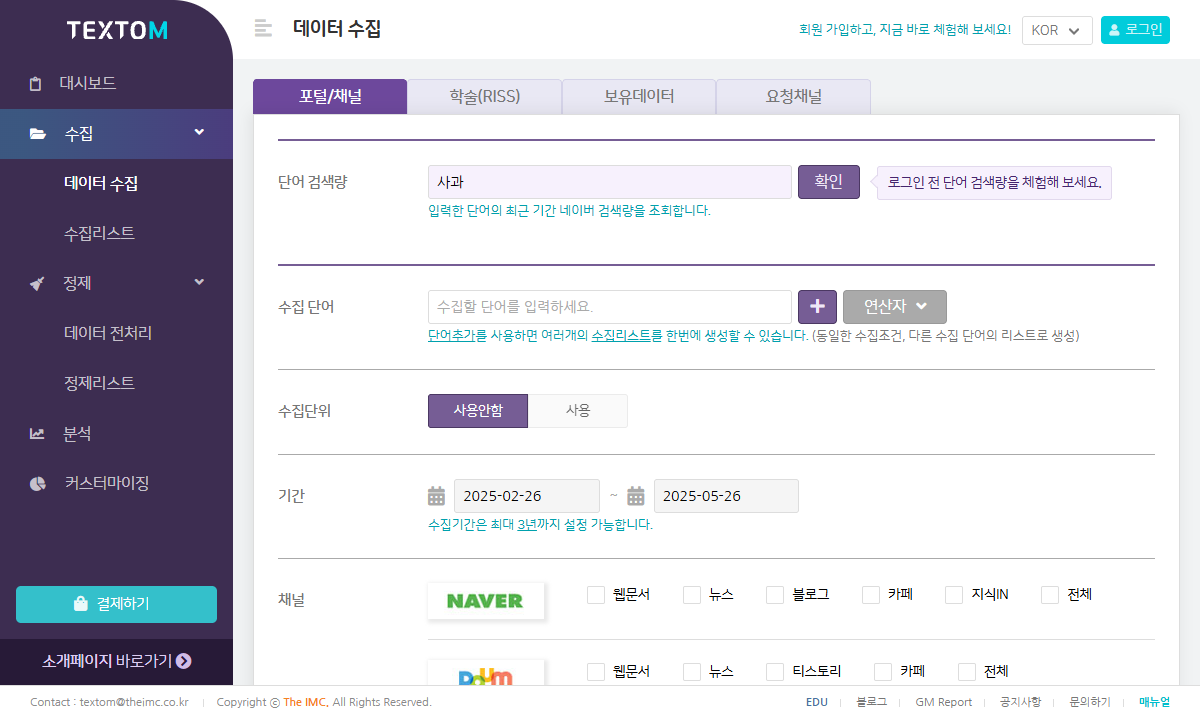 TEXTOM
데이터 수집
회원 가입하고, 지금 바로 체험해 보세요!
KOR
로그인
대시보드
수집
데이터 수집
수집리스트
정제
데이터 전처리
정제리스트
분석
커스터마이징
결제하기
소개페이지 바로가기
포털/채널
학술(RISS)
보유데이터
요청채널
단어 검색량
사과
확인
로그인 전 단어 검색량을 체험해 보세요.
입력한 단어의 최근 기간 네이버 검색량을 조회합니다.
수집 단어
수집할 단어를 입력하세요.
+
연산자
단어추가를 사용하면 여러개의 수집리스트를 한번에 생성할 수 있습니다. (동일한 수집조건, 다른 수집 단어의 리스트로 생성)
수집단위
사용안함
사용
기간
2025-02-26
~
2025-05-26
수집기간은 최대 3년까지 설정 가능합니다.
채널
NAVER
웹문서
뉴스
블로그
카페
지식IN
전체
Daum
웹문서
뉴스
티스토리
카페
전체
Contact : textom@theimc.co.kr
Copyright ⓒ The IMC. All Rights Reserved.
EDU
블로그
GM Report
공지사항
문의하기
매뉴얼